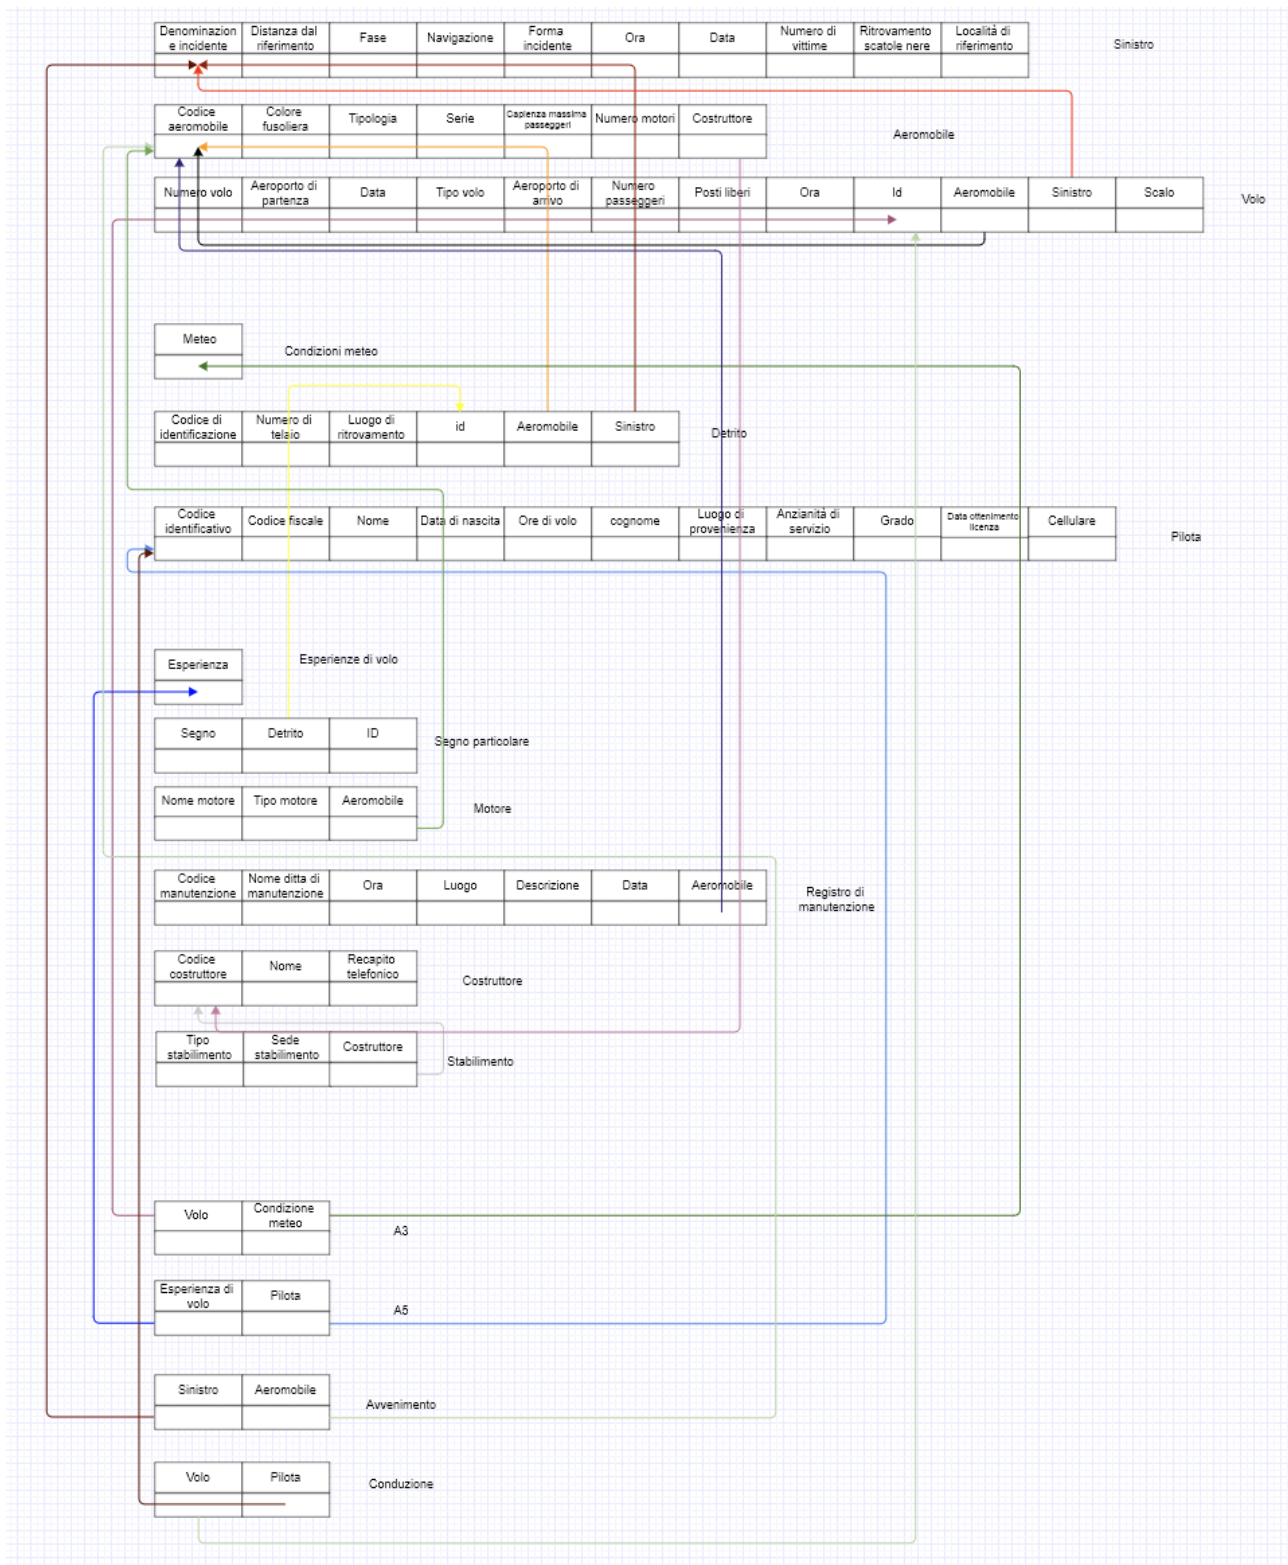 Denominazion
e incidente
Distanza dal
riferimento
Fase
Navigazione
Forma
incidente
Ora
Data
Numero di
vittime
Ritrovamento
scatole nere
Località di
riferimento
Sinistro
Codice
aeromobile
Colore
fusoliera
Tipologia
Serie
Capienza massima
passeggeri
Numero motori
Costruttore
Aeromobile
Numero volo
Aeroporto di
partenza
Data
Tipo volo
Aeroporto di
arrivo
Numero
passeggeri
Posti liberi
Ora
Id
Aeromobile
Sinistro
Scalo
Volo
Meteo
Condizioni meteo
Codice di
identificazione
Numero di
telaio
Luogo di
ritrovamento
id
Aeromobile
Sinistro
Detrito
Codice
identificativo
Codice fiscale
Nome
Data di nascita
Ore di volo
cognome
Luogo di
provenienza
Anzianità di
servizio
Grado
Data ottenimento
licenza
Cellulare
Pilota
Esperienza
Esperienze di volo
Segno
Detrito
ID
Segno particolare
Nome motore
Tipo motore
Aeromobile
Motore
Codice
manutenzione
Nome ditta di
manutenzione
Ora
Luogo
Descrizione
Data
Aeromobile
Registro di
manutenzione
Codice
costruttore
Nome
Recapito
telefonico
Costruttore
Tipo
stabilimento
Sede
stabilimento
Costruttore
Stabilimento
Volo
Condizione
meteo
A3
Esperienza di
volo
Pilota
A5
Sinistro
Aeromobile
Avvenimento
Volo
Pilota
Conduzione